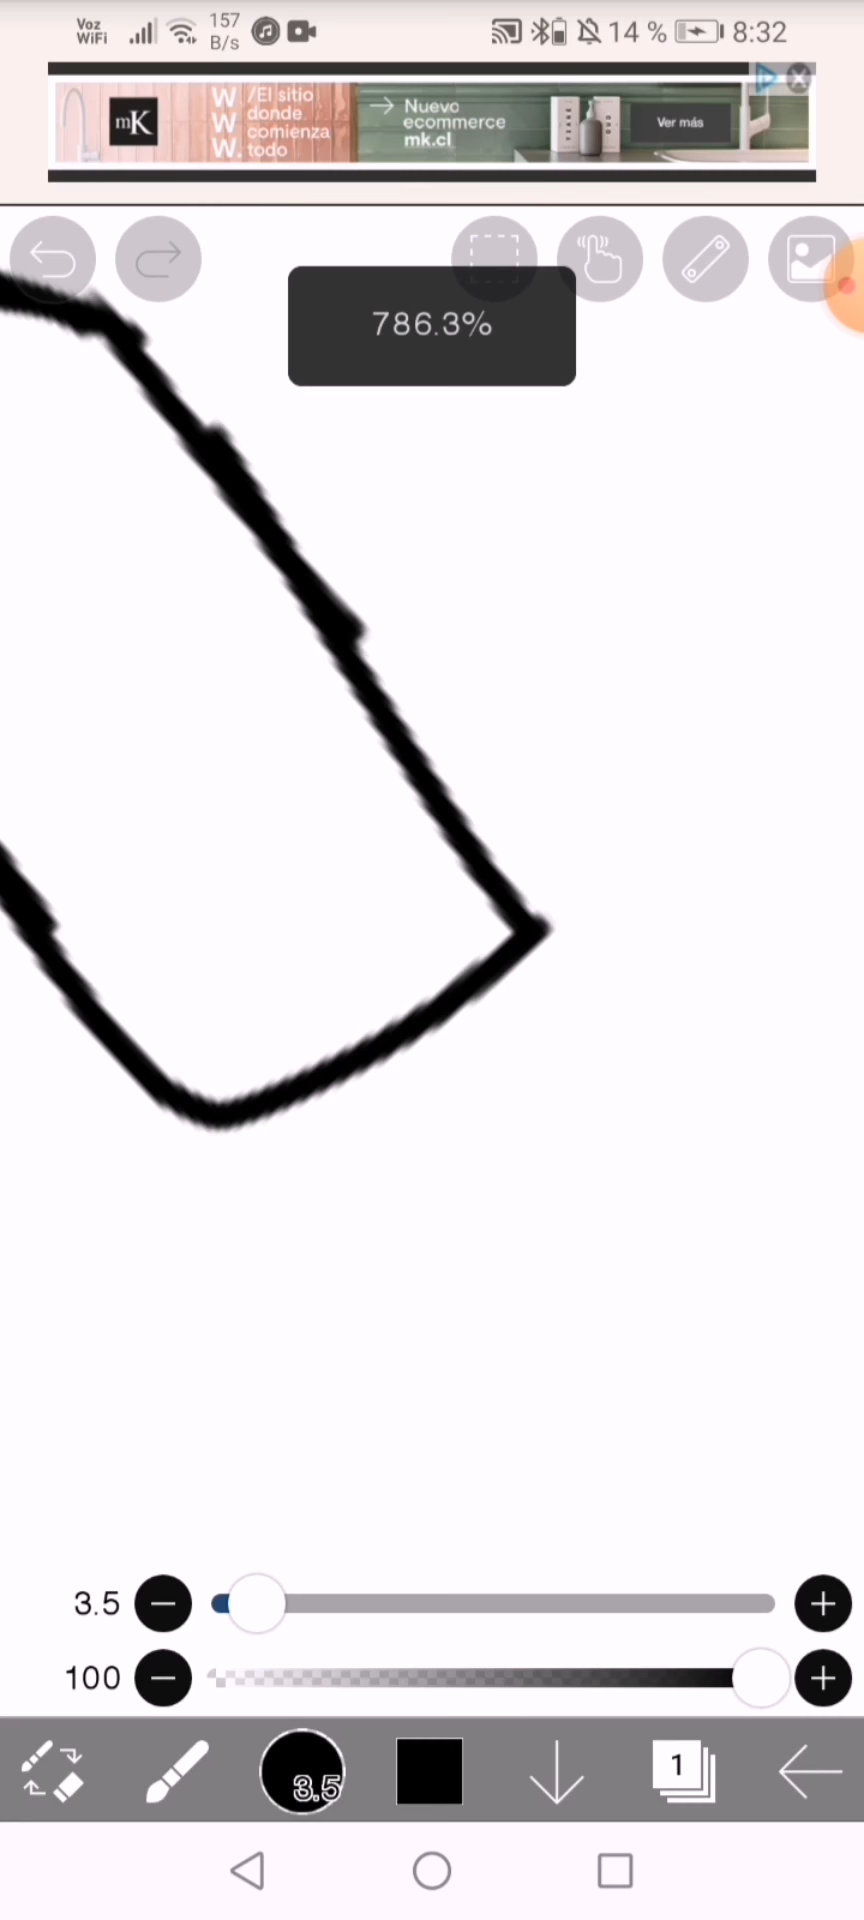 Voz
WiFi
157
B/s
14 %
8:32
mK
W
W
W.
/El sitio
donde
comienza
todo
Nuevo
ecommerce
mk.cl
Ver más
786.3%
3.5
100
3.5
1